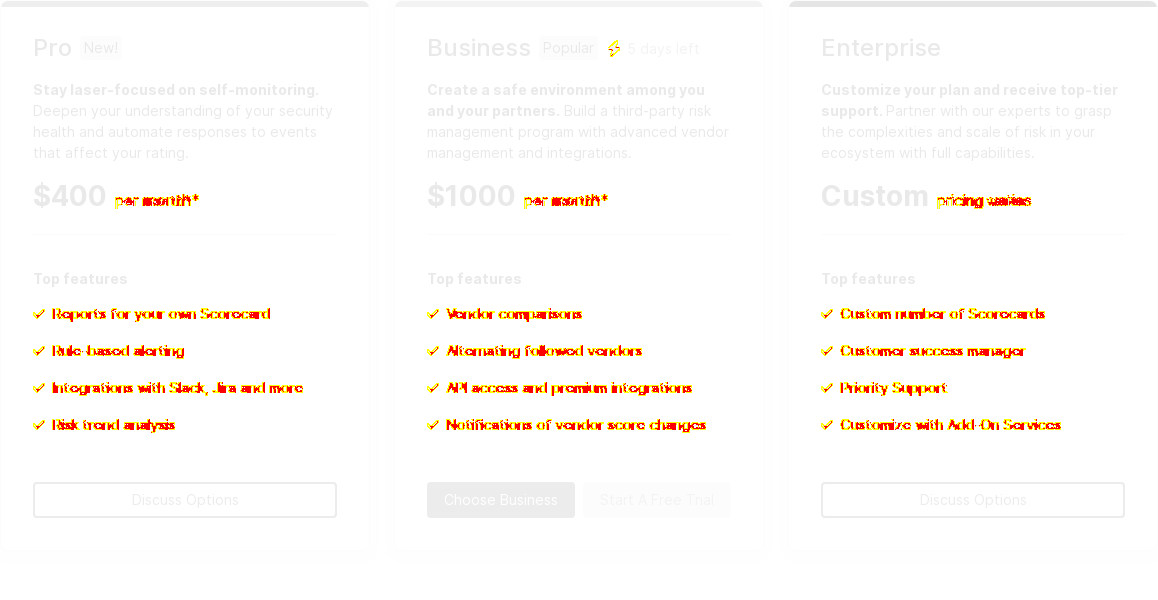 Pro New!
Stay laser-focused on self-monitoring.
Deepen your understanding of your security
health and automate responses to events
that affect your rating.
$400 per month*
Top features
✓ Reports for your own Scorecard
✓ Rule-based alerting
✓ Integrations with Slack, Jira and more
✓ Risk trend analysis
Discuss Options
Business Popular 5 days left
Create a safe environment among you
and your partners. Build a third-party risk
management program with advanced vendor
management and integrations.
$1000 per month*
Top features
✓ Vendor comparisons
✓ Alternating followed vendors
✓ API access and premium integrations
✓ Notifications of vendor score changes
Choose Business Start A Free Trial
Enterprise
Customize your plan and receive top-tier
support. Partner with our experts to grasp
the complexities and scale of risk in your
ecosystem with full capabilities.
Custom pricing varies
Top features
✓ Custom number of Scorecards
✓ Customer success manager
✓ Priority Support
✓ Customize with Add-On Services
Discuss Options